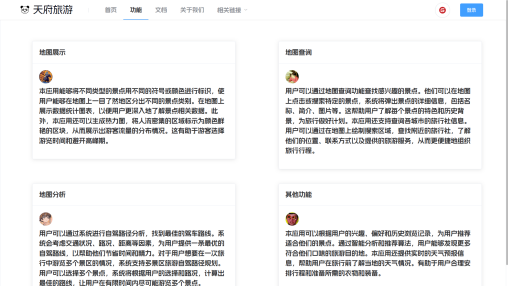 天府旅游
首页
功能
文档
关于我们
相关链接
登录
地图展示
本应用能够将不同类型的景点用不同的符号或颜色进行标识，使
用户能够在地图上一目了然地区分出不同的景点类别。在地图上
展示数据统计图表，以便用户更深入地了解景点相关数据。此
外，本应用还可以生成热力图，将人流密集的区域标示为颜色鲜
艳的区块，从而展示出游客流量的分布情况。这有助于游客选择
游览时间和避开高峰期。
地图查询
用户可以通过地图查询功能查找感兴趣的景点。他们可以在地图
上点击或搜索特定的景点，系统将弹出景点的详细信息，包括名
称、简介、图片等。这帮助用户了解每个景点的特色和历史背
景，为旅行做好计划。本应用还支持查询各城市的旅行社信息。
用户可以通过在地图上绘制搜索区域，查找附近的旅行社，了解
他们的位置、联系方式以及提供的旅游服务，从而更便捷地组织
旅行行程。
地图分析
用户可以通过系统进行自驾路径分析，找到最佳的驾车路线。系
统会考虑交通状况、路况、距离等因素，为用户提供一条最优的
自驾路线，以帮助他们节省时间和精力。对于用户想要在一次旅
行中游览多个景区的情况，系统支持多景区旅游自驾路径规划。
用户可以选择多个景点，系统将根据用户的选择和路况，计算出
最佳的路线，让用户在有限时间内尽可能游览多个景点。
其他功能
本应用可以根据用户的兴趣、偏好和历史浏览记录，为用户推荐
适合他们的景点。通过智能分析和推荐算法，用户能够发现更多
符合他们口味的旅游目的地。本应用还提供实时的天气预报信
息，帮助用户在旅行前了解当地的天气情况。有助于用户合理安
排行程和准备所需的衣物和装备。